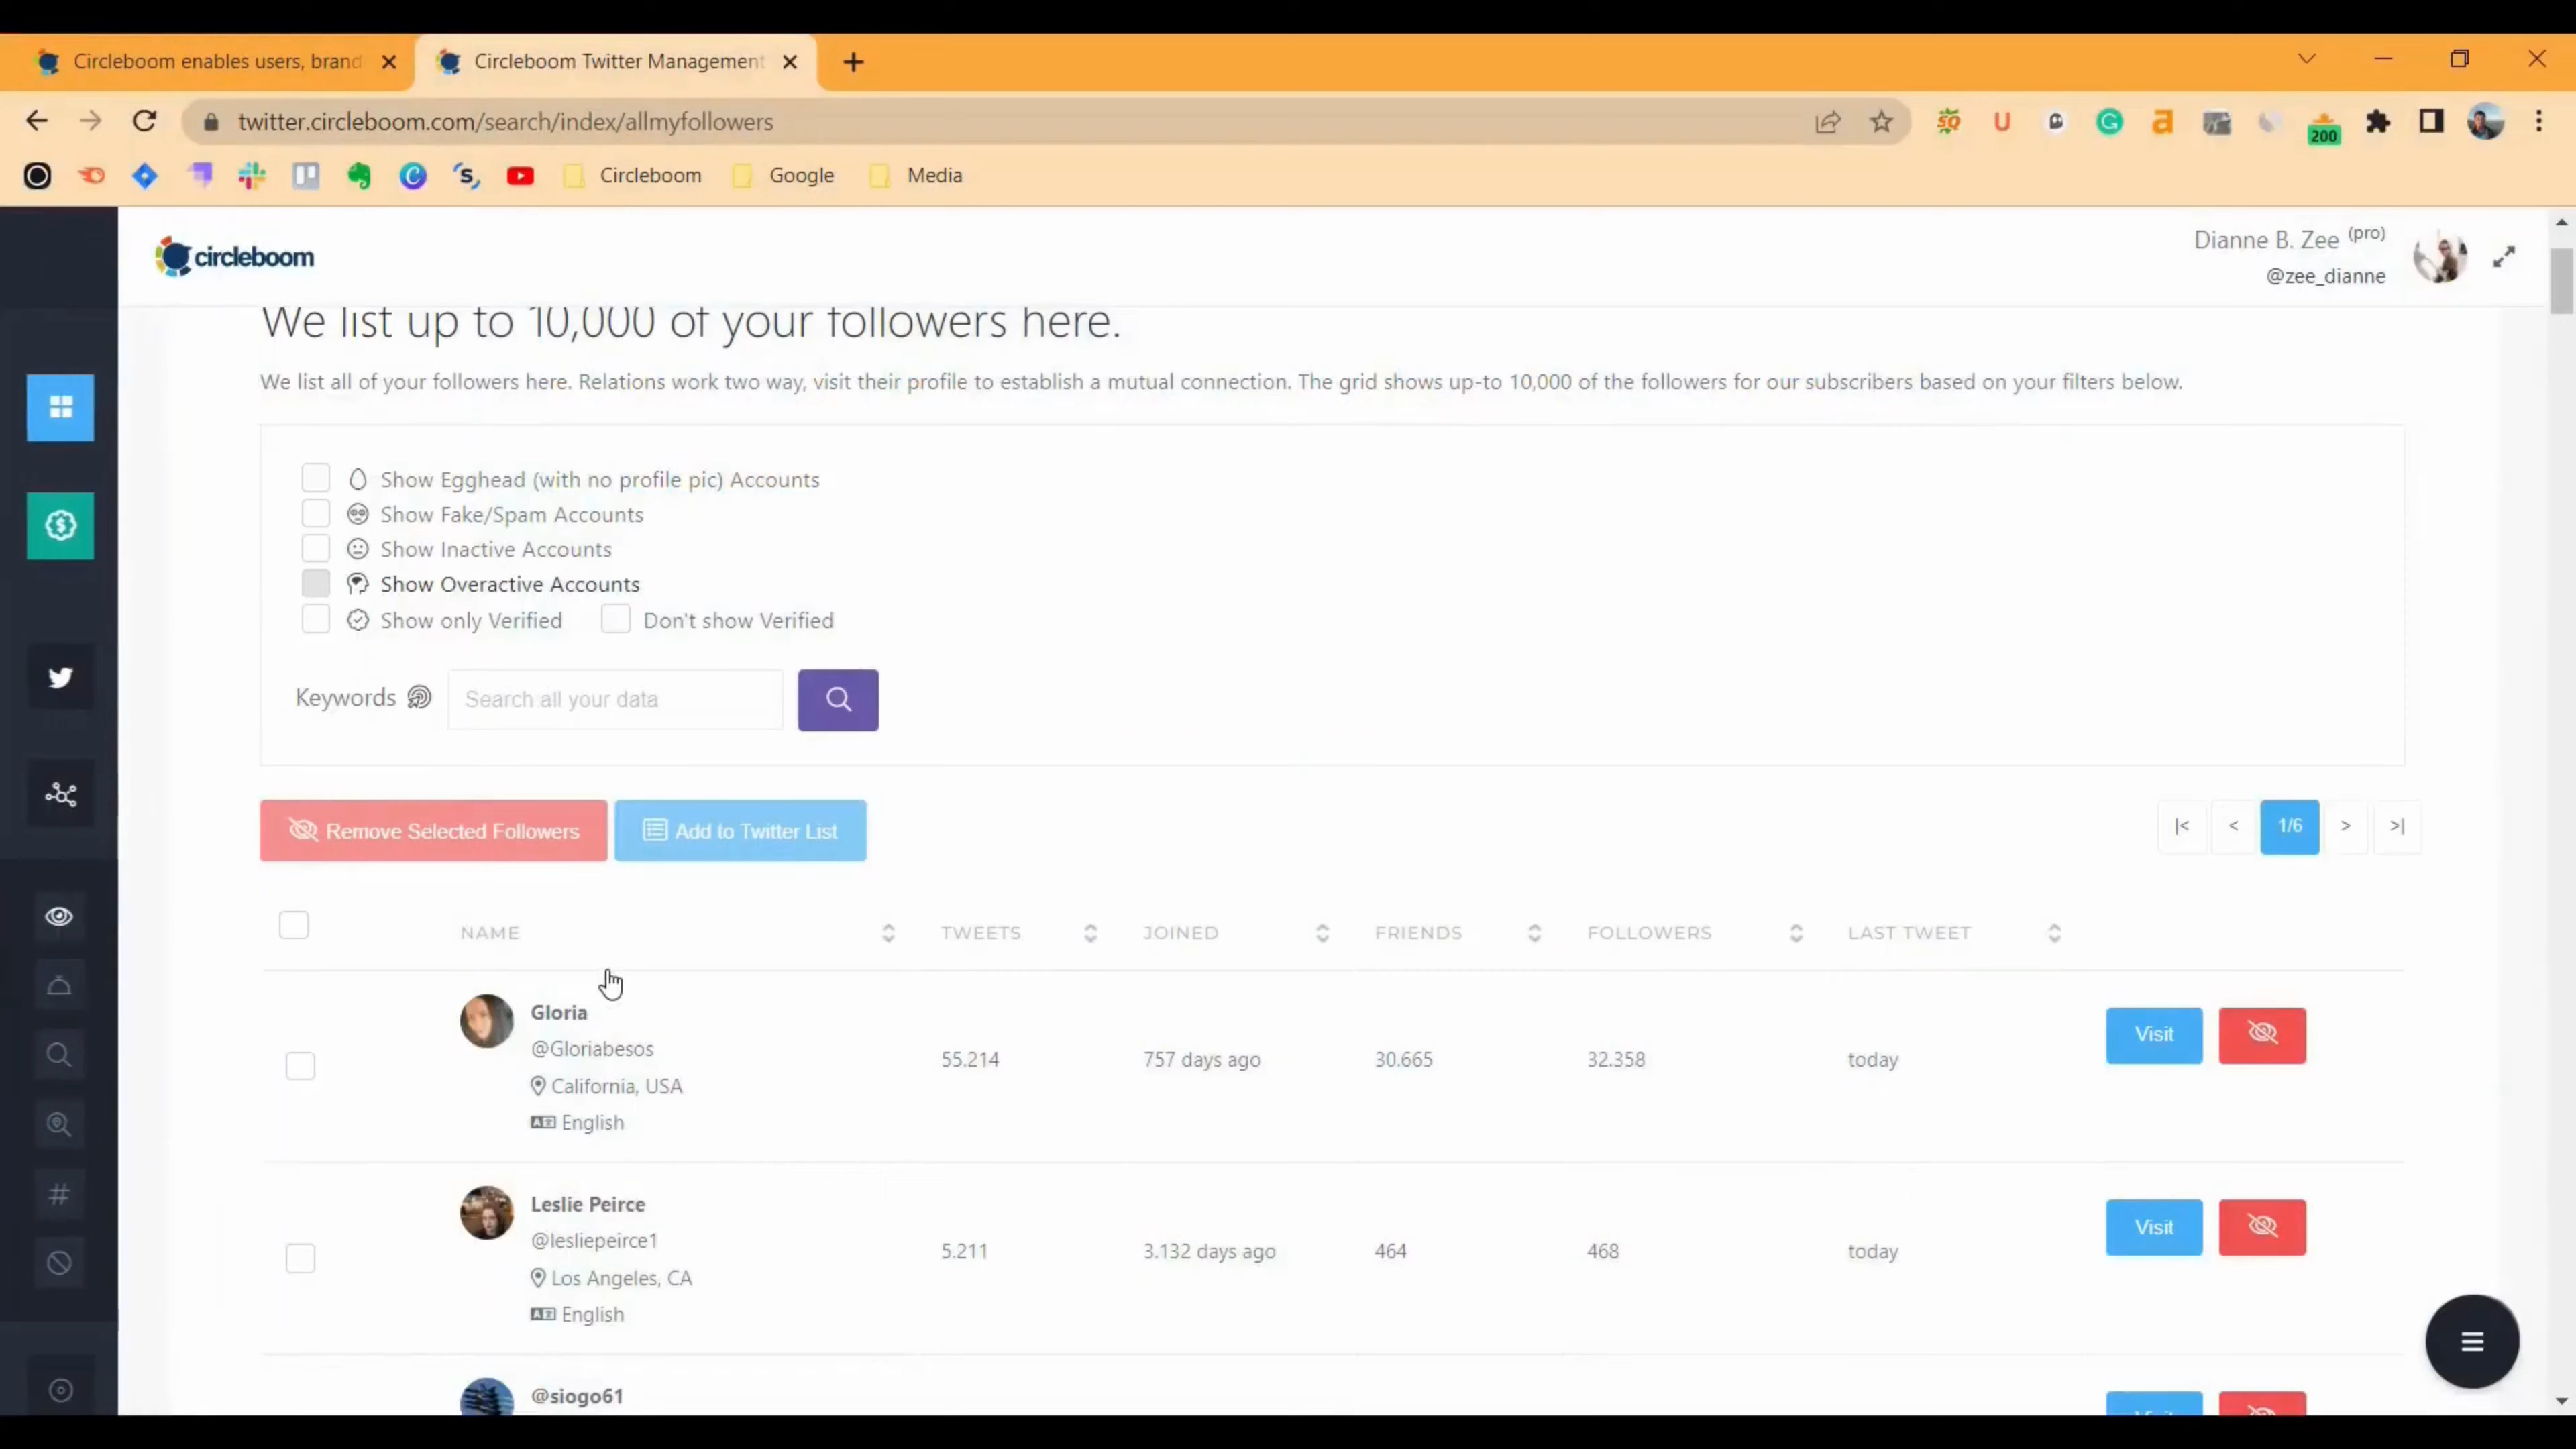 Circleboom enables users, brand
Circleboom Twitter Management
twitter.circleboom.com/search/index/allmyfollowers
200
Circleboom
Google
Media
circleboom
Dianne B. Zee (pro)
@zee_dianne
We list up to 10,000 of your followers here.
We list all of your followers here. Relations work two way, visit their profile to establish a mutual connection. The grid shows up-to 10,000 of the followers for our subscribers based on your filters below.
Show Egghead (with no profile pic) Accounts
Show Fake/Spam Accounts
Show Inactive Accounts
Show Overactive Accounts
Show only Verified Don't show Verified
Keywords Search all your data
Remove Selected Followers Add to Twitter List |< < 1/6 > >|
NAME TWEETS JOINED FRIENDS FOLLOWERS LAST TWEET
Gloria
@Gloriabesos
California, USA
English
55.214 757 days ago 30.665 32.358 today Visit
Leslie Peirce
@lesliepeirce1
Los Angeles, CA
English
5.211 3.132 days ago 464 468 today Visit
@siogo61